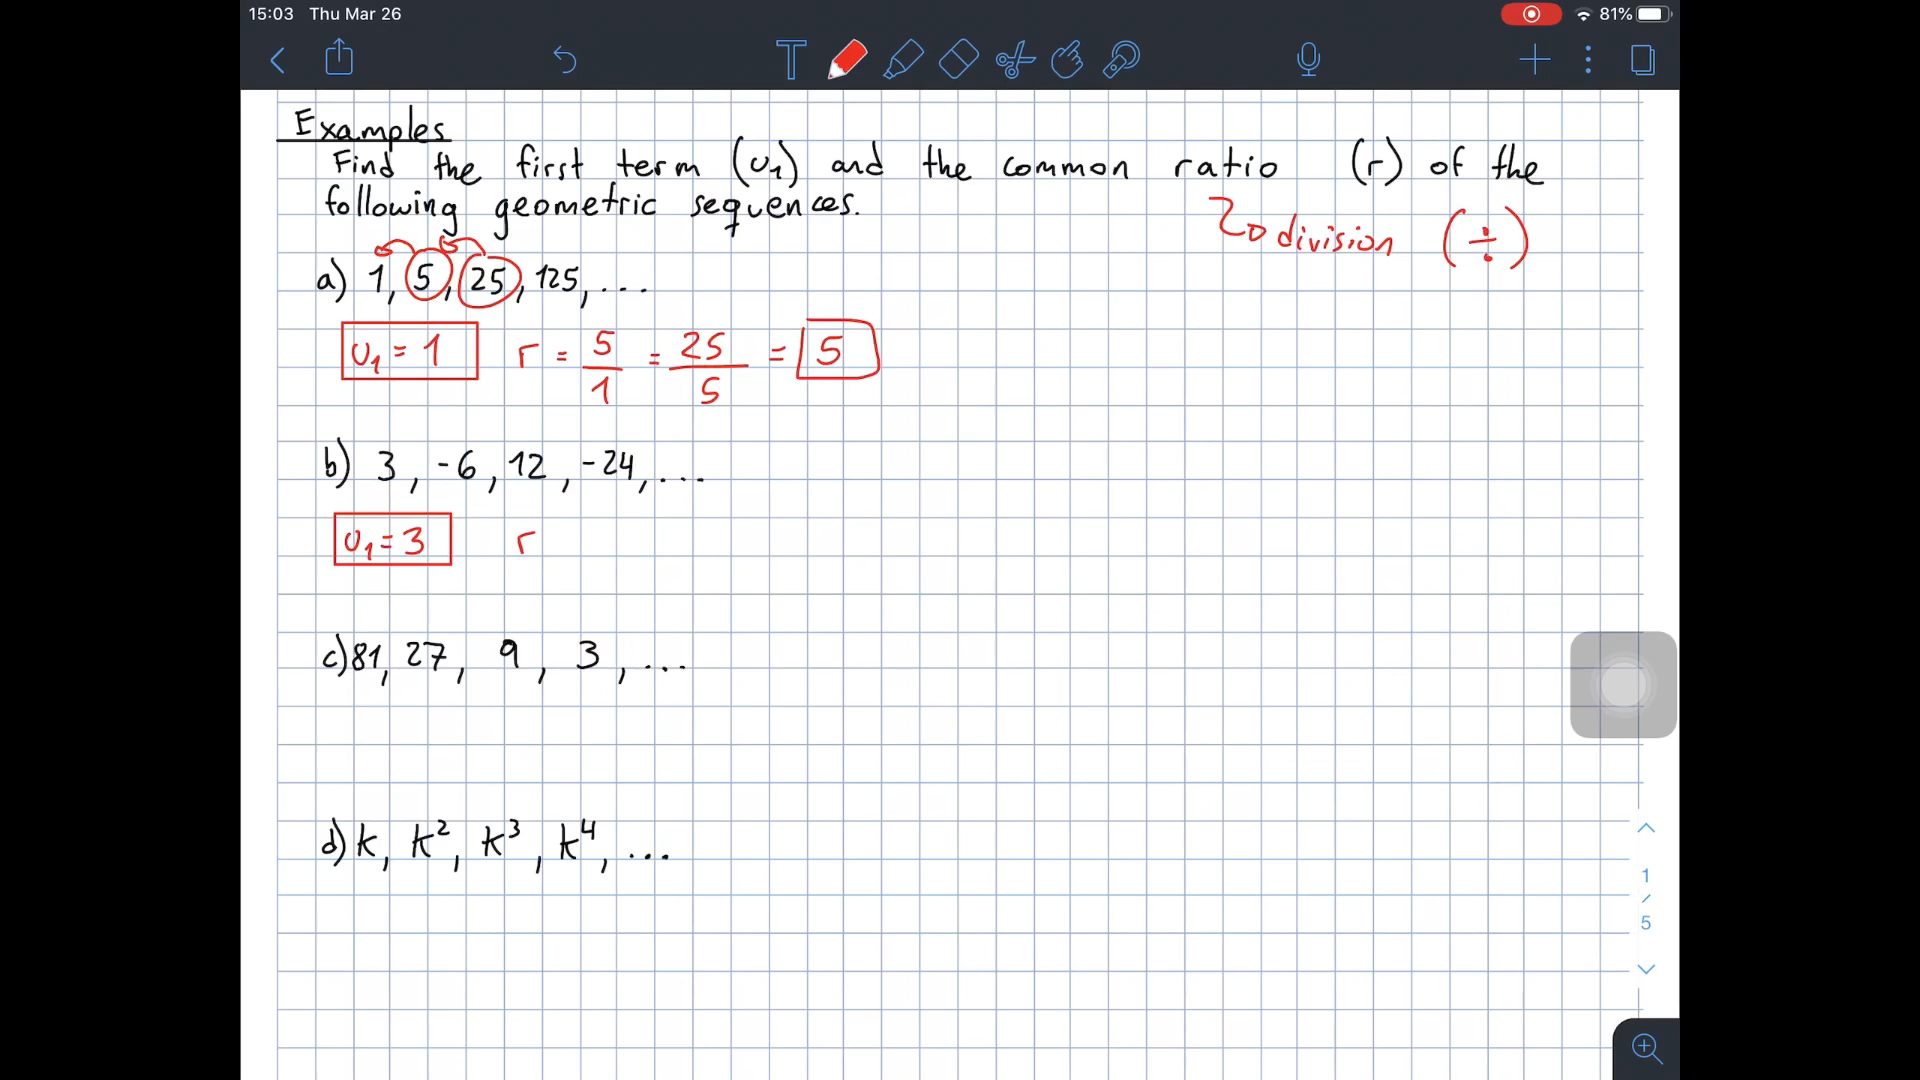 15:03 Thu Mar 26 81%
Examples
Find the first term (u₁) and the common ratio (r) of the
following geometric sequences.
division (÷)
a) 1, 5, 25, 125, ...
u₁ = 1 r = 5/1 = 25/5 = 5
b) 3, -6, 12, -24, ...
u₁ = 3 r
c) 81, 27, 9, 3, ...
d) k, k², k³, k⁴, ...
1
/
5